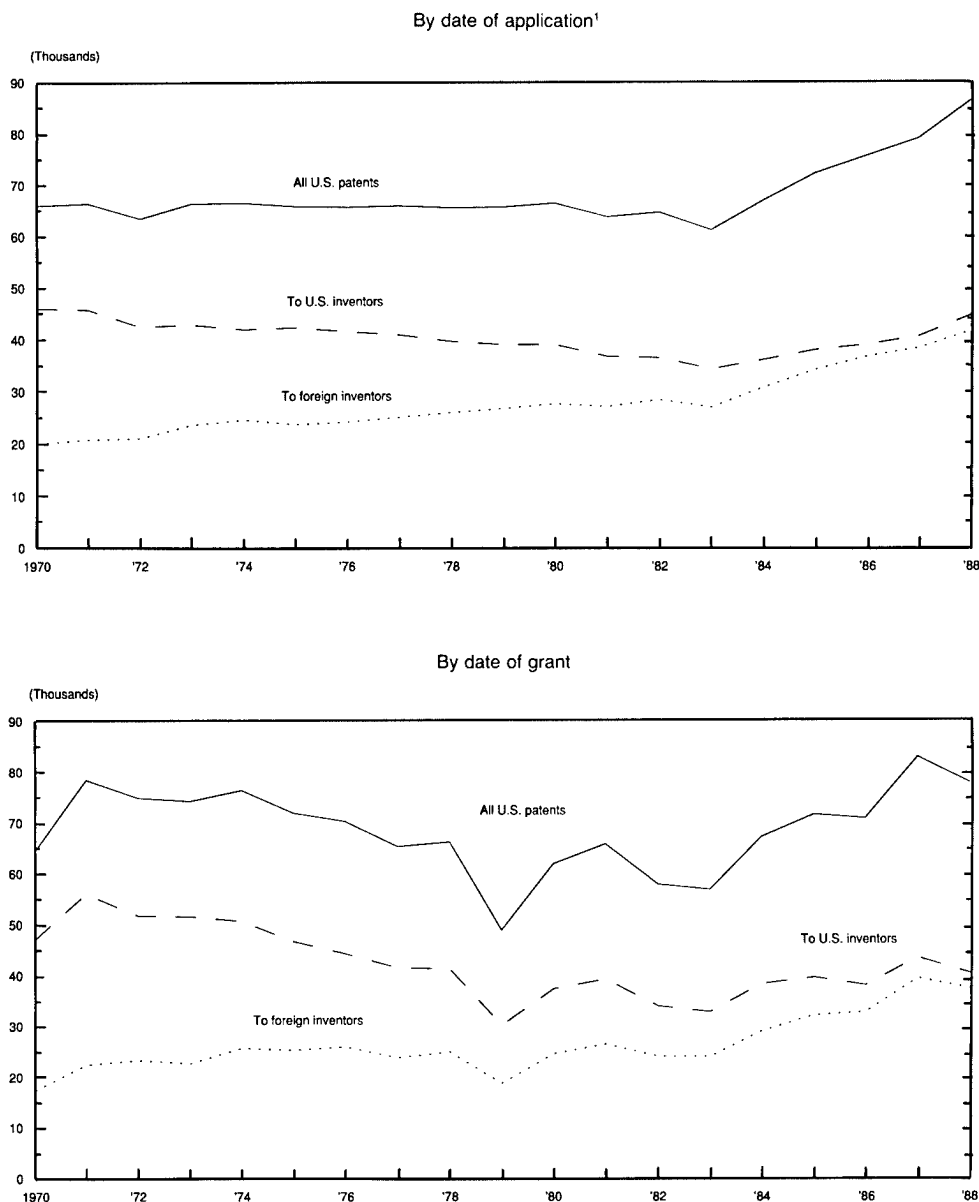 By date of application¹
(Thousands)
90
80
70
60
50
40
30
20
10
0
All U.S. patents
To U.S. inventors
To foreign inventors
1970 '72 '74 '76 '78 '80 '82 '84 '86 '88
By date of grant
(Thousands)
90
80
70
60
50
40
30
20
10
0
All U.S. patents
To U.S. inventors
To foreign inventors
1970 '72 '74 '76 '78 '80 '82 '84 '86 '88